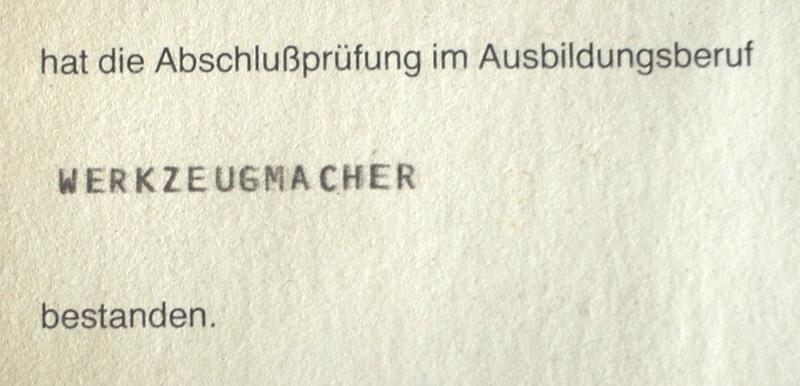 hat die Abschlußprüfung im Ausbildungsberuf
WERKZEUGMACHER
bestanden.